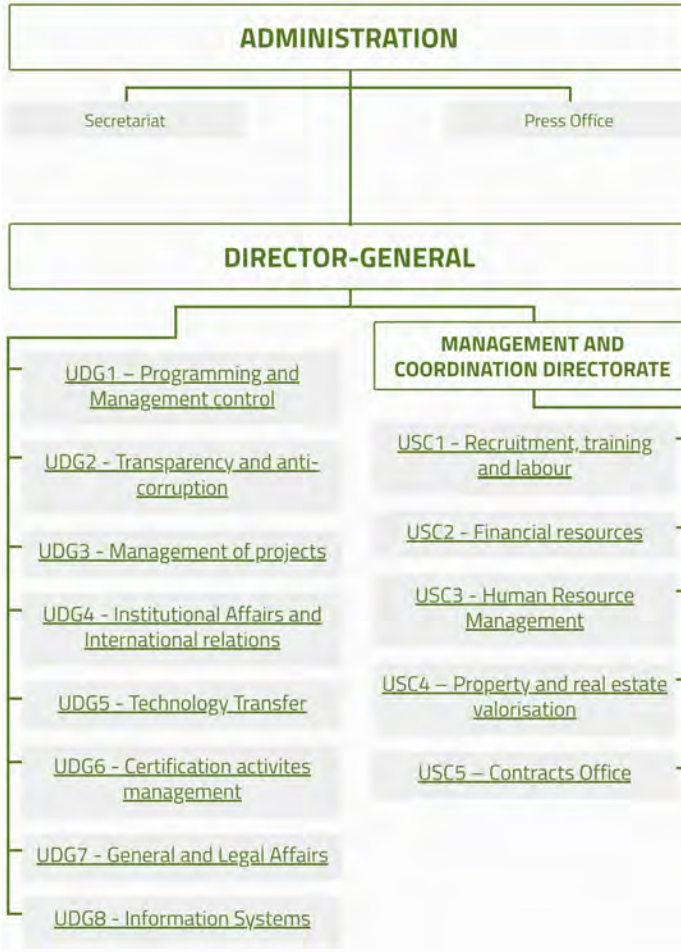 ADMINISTRATION
Secretariat
Press Office
DIRECTOR-GENERAL
UDG1 – Programming and
Management control
UDG2 - Transparency and anti-
corruption
UDG3 - Management of projects
UDG4 - Institutional Affairs and
International relations
UDG5 - Technology Transfer
UDG6 - Certification activites
management
UDG7 - General and Legal Affairs
UDG8 - Information Systems
MANAGEMENT AND
COORDINATION DIRECTORATE
USC1 - Recruitment, training
and labour
USC2 - Financial resources
USC3 - Human Resource
Management
USC4 – Property and real estate
valorisation
USC5 – Contracts Office